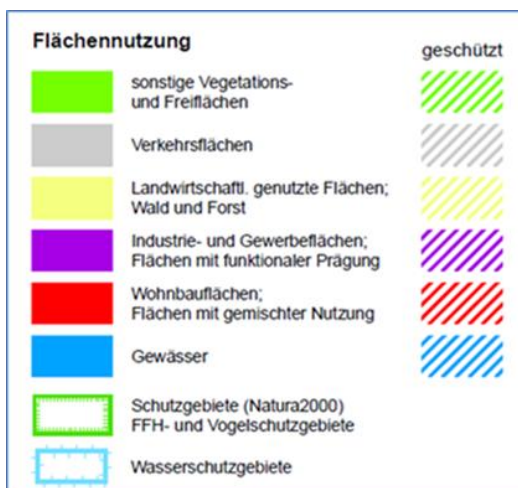 Flächennutzung
geschützt
sonstige Vegetations-
und Freiflächen
Verkehrsflächen
Landwirtschaftl. genutzte Flächen;
Wald und Forst
Industrie- und Gewerbeflächen;
Flächen mit funktionaler Prägung
Wohnbauflächen;
Flächen mit gemischter Nutzung
Gewässer
Schutzgebiete (Natura2000)
FFH- und Vogelschutzgebiete
Wasserschutzgebiete